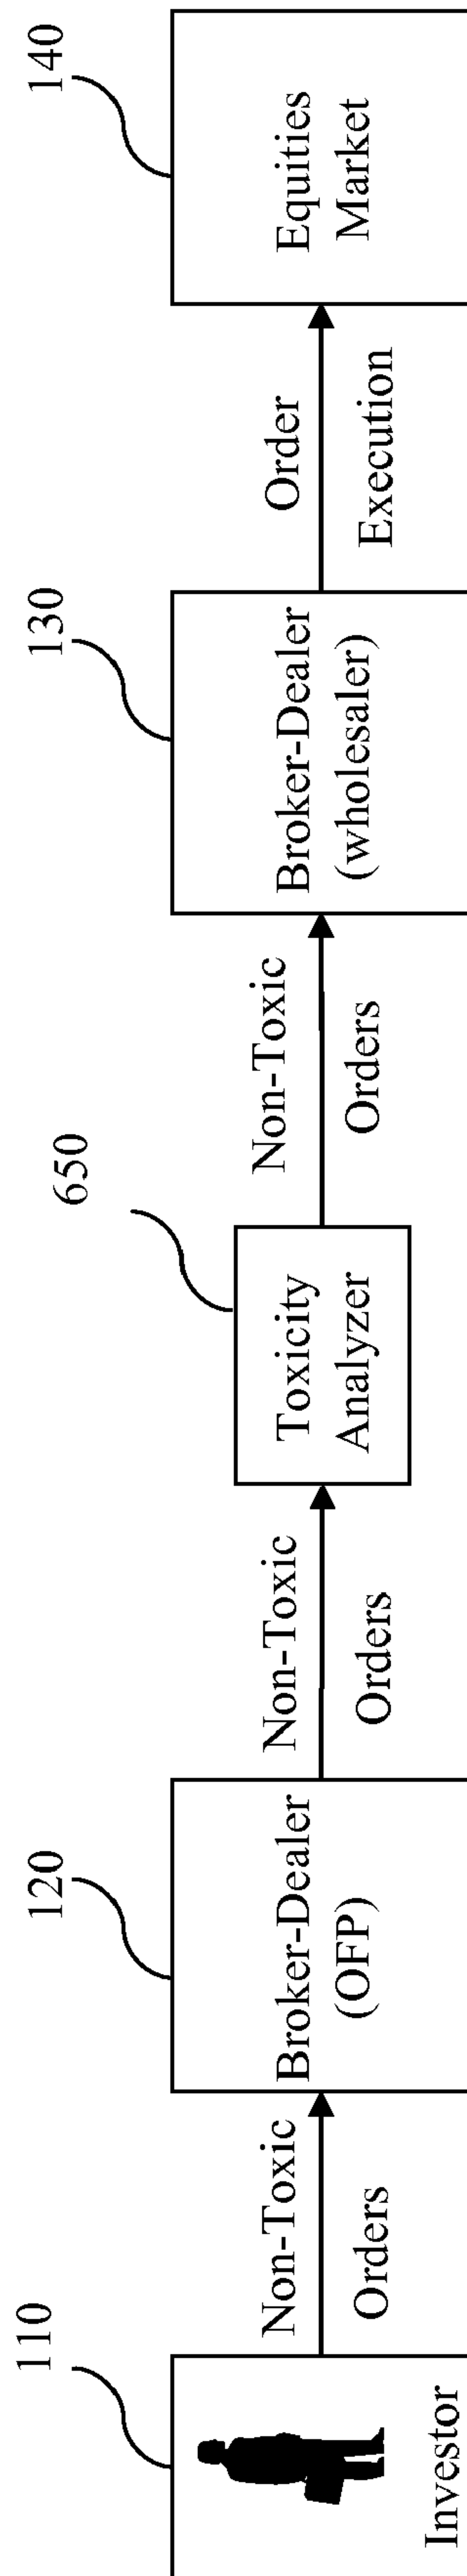 110
Investor
Non-Toxic
Orders
120
Broker-Dealer
(OFP)
Non-Toxic
Orders
650
Toxicity
Analyzer
Non-Toxic
Orders
130
Broker-Dealer
(wholesaler)
Order
Execution
140
Equities
Market